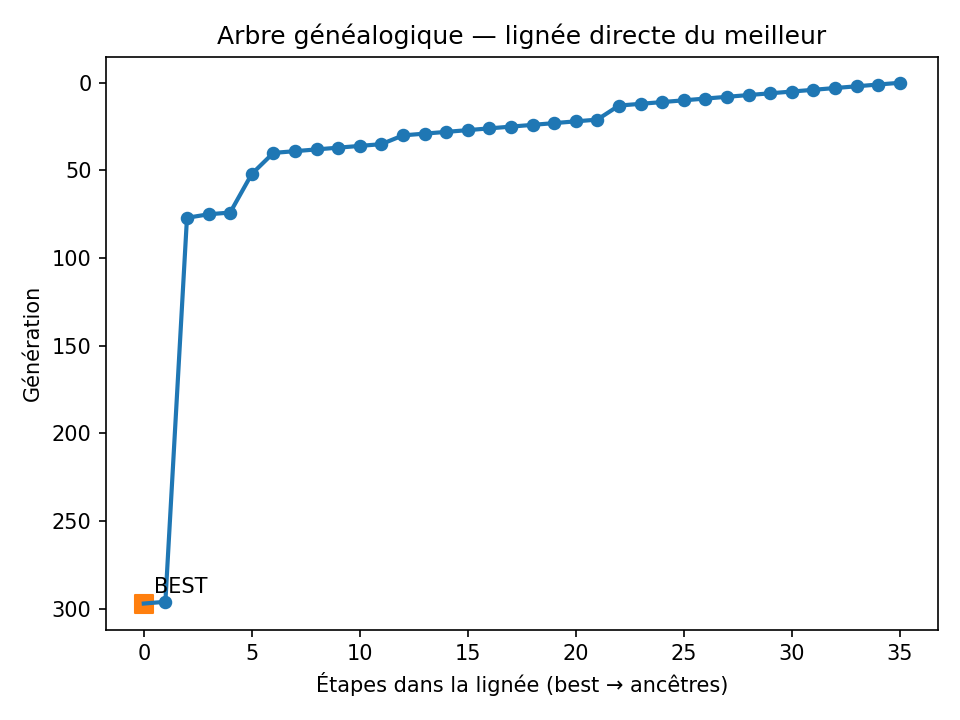 Arbre généalogique — lignée directe du meilleur
0
50
100
150
200
250
300
Génération
BEST
0 5 10 15 20 25 30 35
Étapes dans la lignée (best → ancêtres)